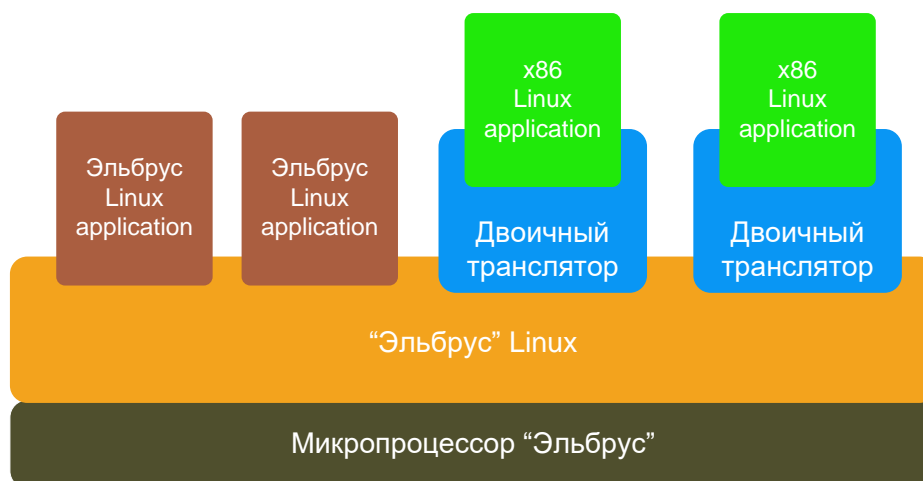 x86
Linux
application
x86
Linux
application
Эльбрус
Linux
application
Эльбрус
Linux
application
Двоичный
транслятор
Двоичный
транслятор
“Эльбрус” Linux
Микропроцессор “Эльбрус”